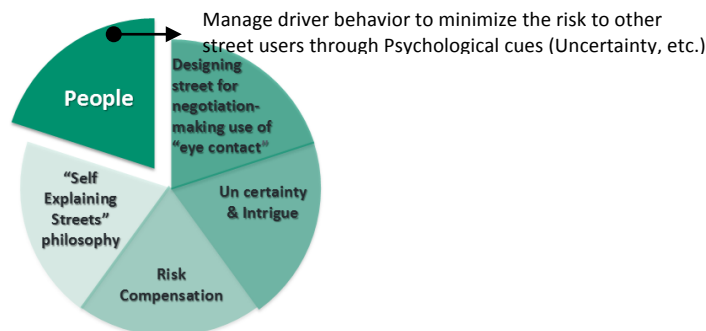 Manage driver behavior to minimize the risk to other
street users through Psychological cues (Uncertainty, etc.)
People
Designing
street for
negotiation-
making use of
“eye contact”
Un certainty
& Intrigue
Risk
Compensation
“Self
Explaining
Streets”
philosophy